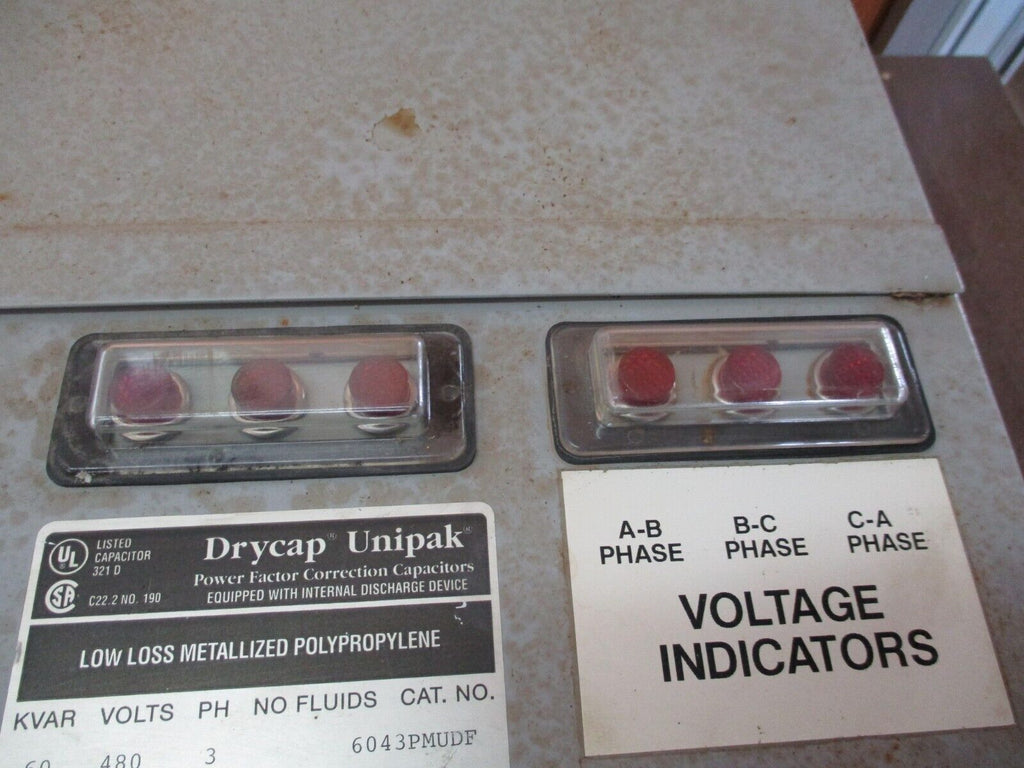 UL
LISTED
CAPACITOR
321 D
SA
C22.2 NO. 190
Drycap® Unipak®
Power Factor Correction Capacitors
EQUIPPED WITH INTERNAL DISCHARGE DEVICE
LOW LOSS METALLIZED POLYPROPYLENE
KVAR VOLTS PH NO FLUIDS CAT. NO.
60 480 3 6043PMUDF
A-B PHASE
B-C PHASE
C-A PHASE
VOLTAGE
INDICATORS